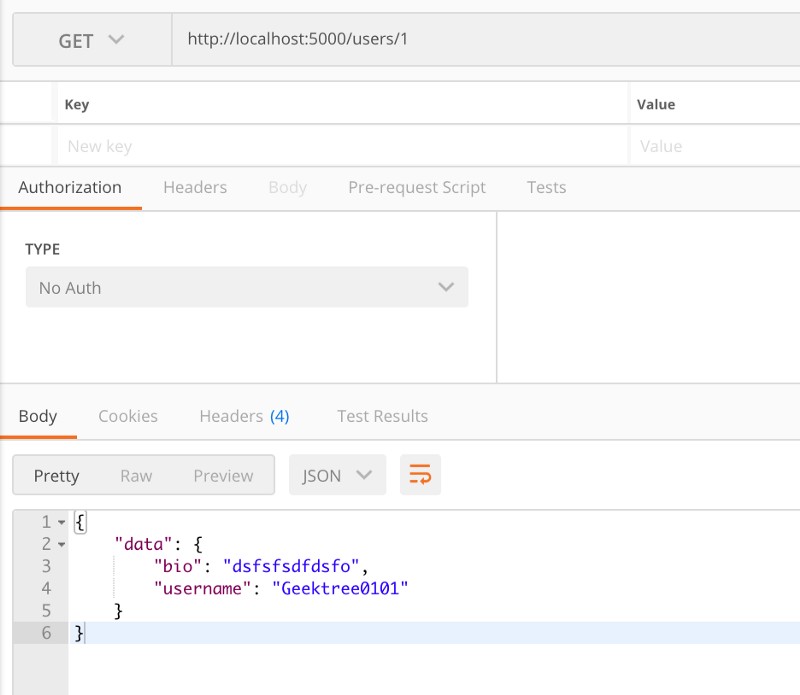 GET http://localhost:5000/users/1
Key Value
New key Value
Authorization Headers Body Pre-request Script Tests
TYPE
No Auth
Body Cookies Headers (4) Test Results
Pretty Raw Preview JSON
1 {
2 "data": {
3 "bio": "dsfsfsdfdsfo",
4 "username": "Geektree0101"
5 }
6 }